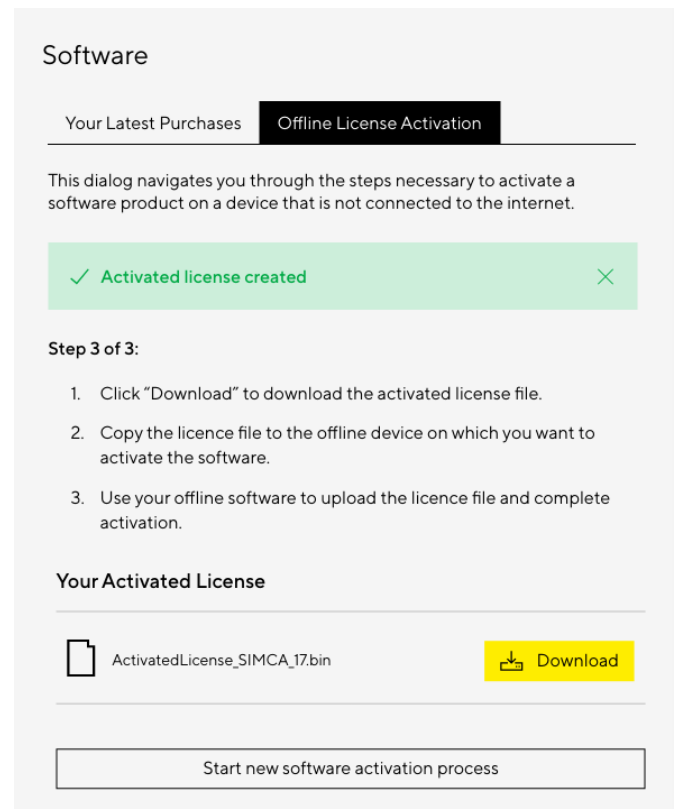 Software
Your Latest Purchases
Offline License Activation
This dialog navigates you through the steps necessary to activate a
software product on a device that is not connected to the internet.
Activated license created
Step 3 of 3:
1. Click “Download” to download the activated license file.
2. Copy the licence file to the offline device on which you want to
activate the software.
3. Use your offline software to upload the licence file and complete
activation.
Your Activated License
ActivatedLicense_SIMCA_17.bin
Download
Start new software activation process